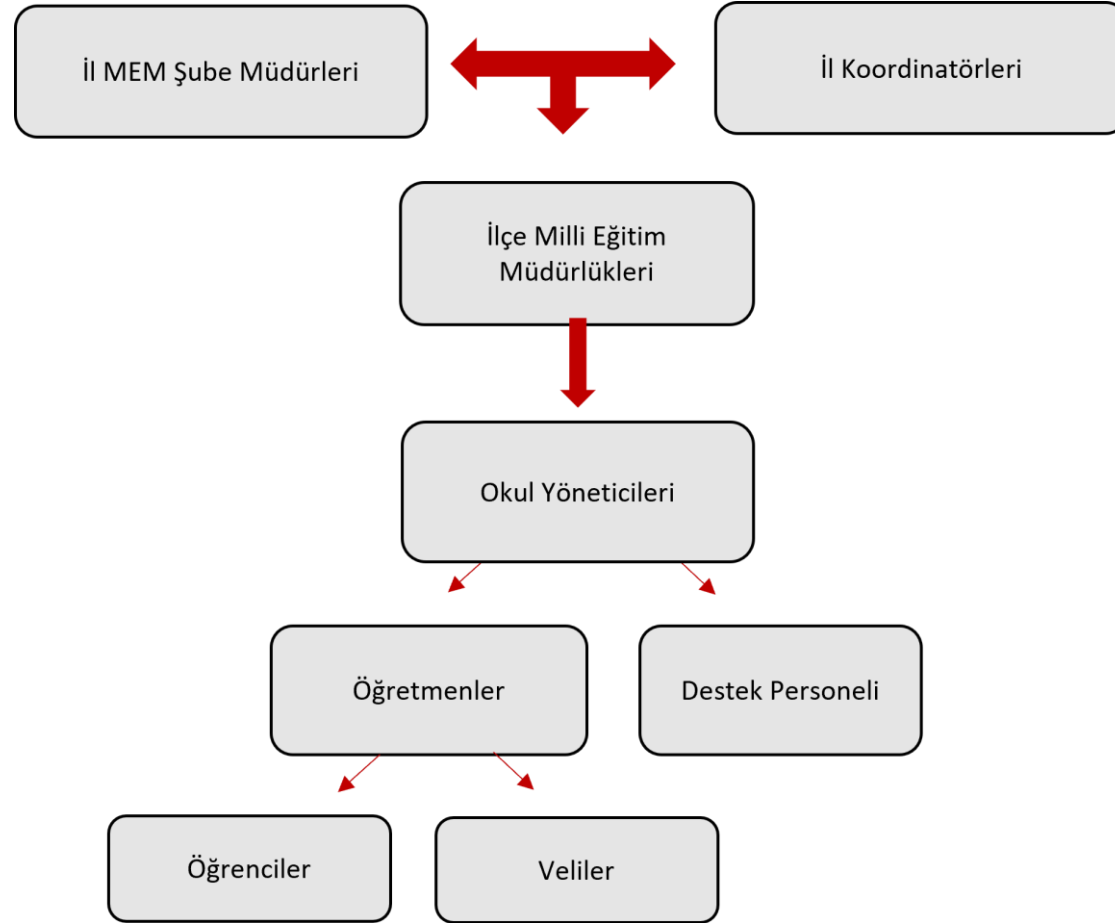 İl MEM Şube Müdürleri
İl Koordinatörleri
İlçe Milli Eğitim
Müdürlükleri
Okul Yöneticileri
Öğretmenler
Destek Personeli
Öğrenciler
Veliler